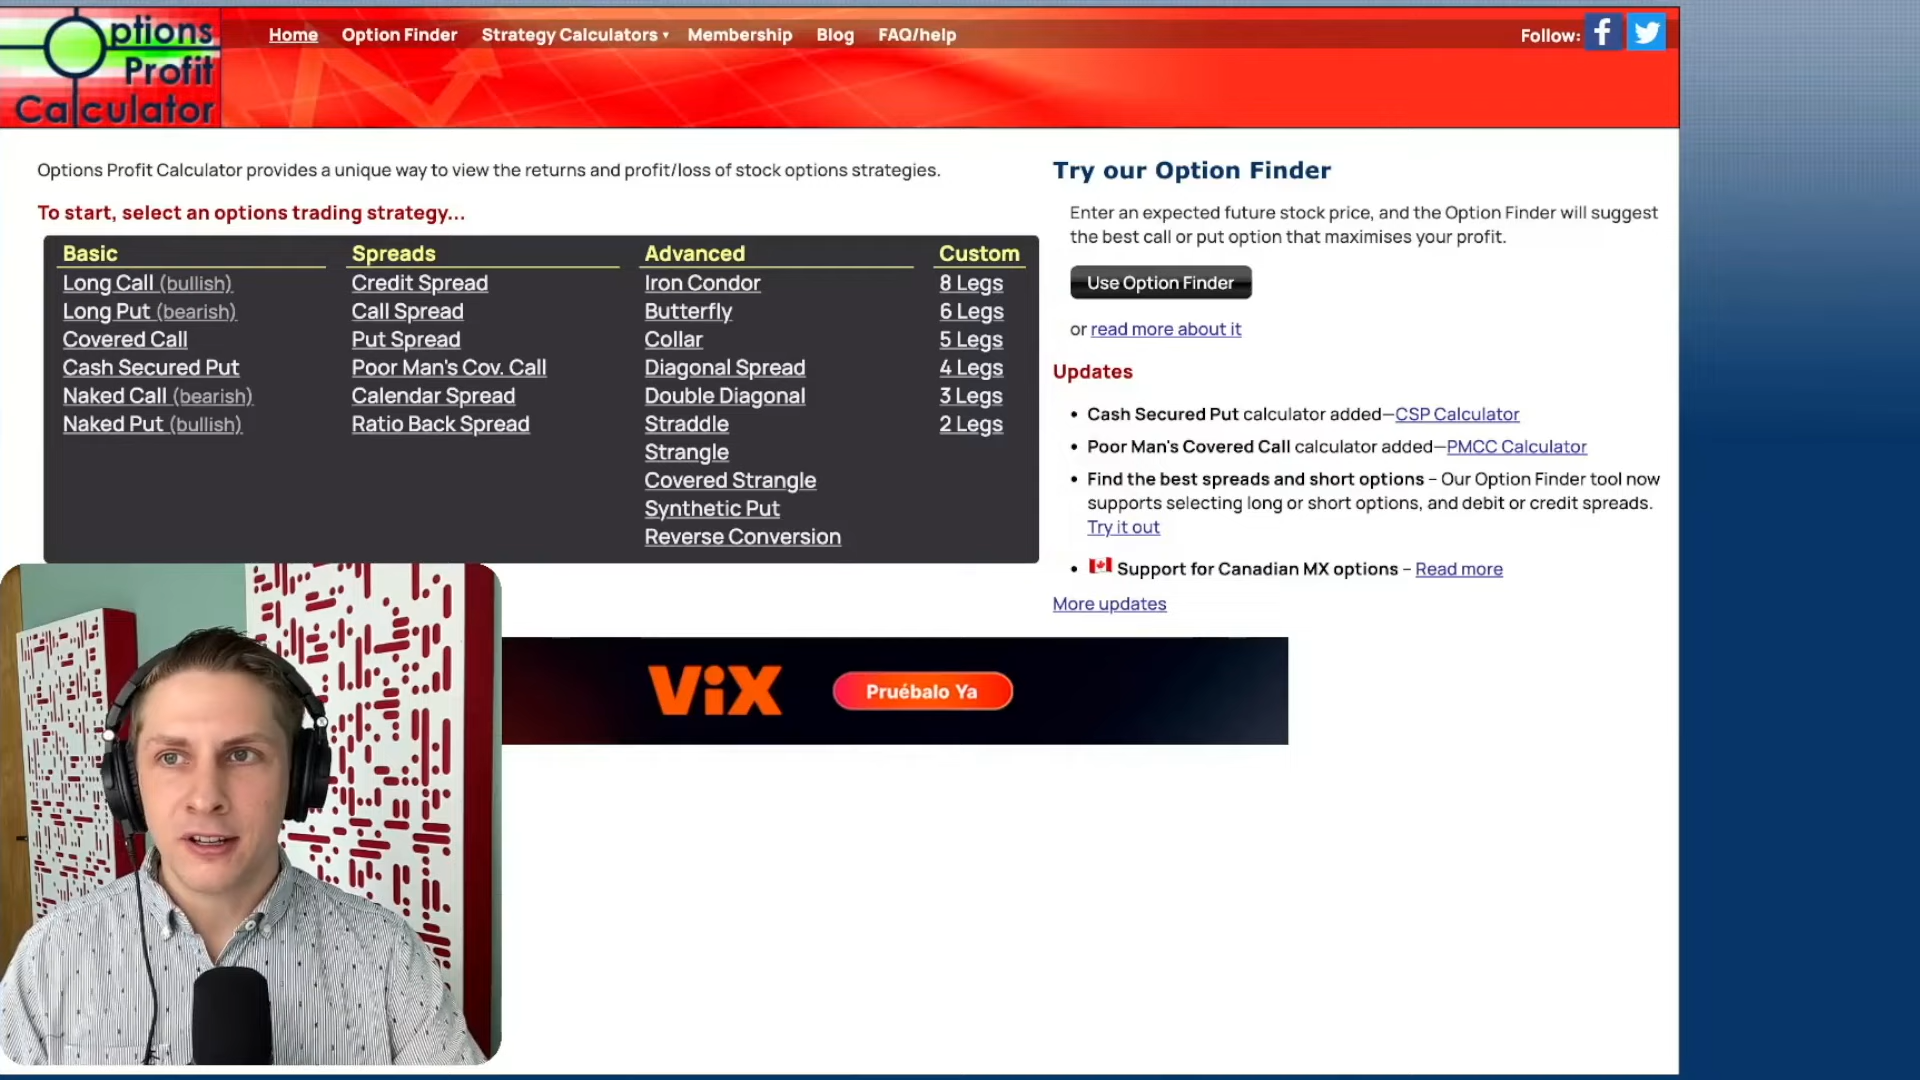 Options
Profit
Calculator
Home Option Finder Strategy Calculators ▾ Membership Blog FAQ/help
Follow:
Options Profit Calculator provides a unique way to view the returns and profit/loss of stock options strategies.
To start, select an options trading strategy...
Basic
Long Call (bullish)
Long Put (bearish)
Covered Call
Cash Secured Put
Naked Call (bearish)
Naked Put (bullish)
Spreads
Credit Spread
Call Spread
Put Spread
Poor Man's Cov. Call
Calendar Spread
Ratio Back Spread
Advanced
Iron Condor
Butterfly
Collar
Diagonal Spread
Double Diagonal
Straddle
Strangle
Covered Strangle
Synthetic Put
Reverse Conversion
Custom
8 Legs
6 Legs
5 Legs
4 Legs
3 Legs
2 Legs
Try our Option Finder
Enter an expected future stock price, and the Option Finder will suggest
the best call or put option that maximises your profit.
Use Option Finder
or read more about it
Updates
• Cash Secured Put calculator added—CSP Calculator
• Poor Man's Covered Call calculator added—PMCC Calculator
• Find the best spreads and short options – Our Option Finder tool now
supports selecting long or short options, and debit or credit spreads.
Try it out
• Support for Canadian MX options – Read more
More updates
ViX
Pruébalo Ya